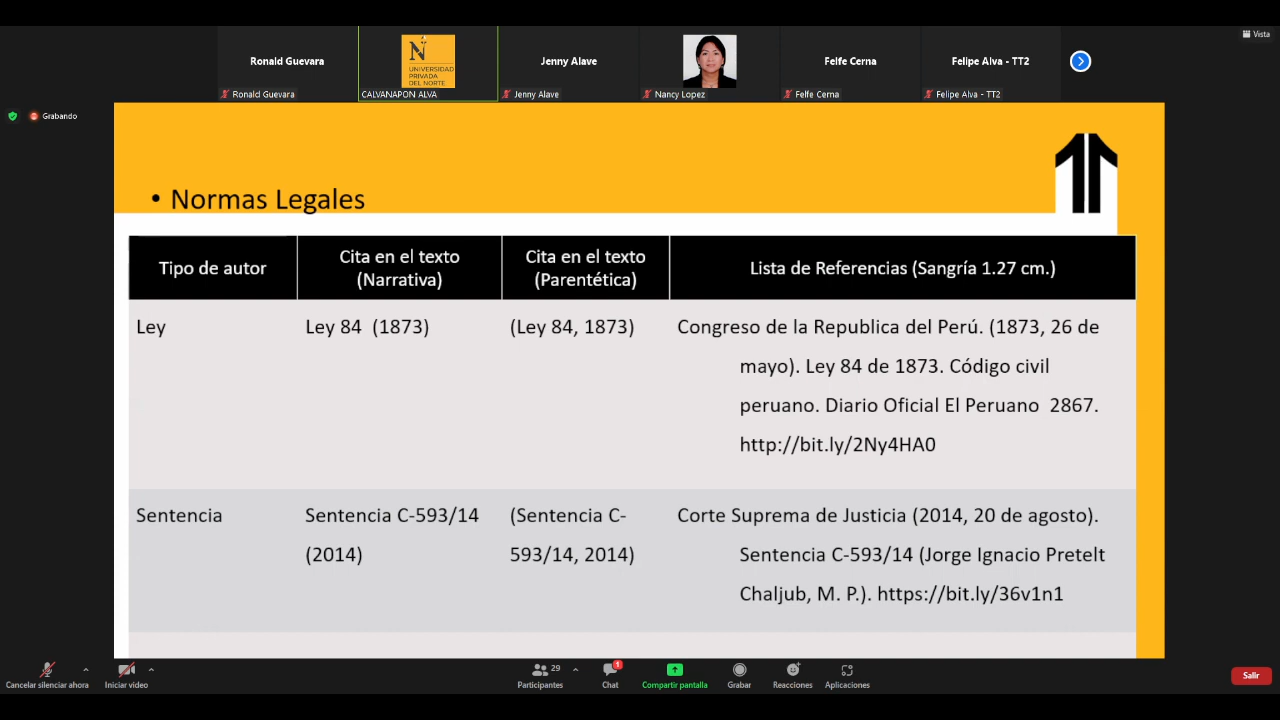 Vista
Ronald Guevara
N
UNIVERSIDAD
PRIVADA
DEL NORTE
Jenny Alave
Felfe Cerna
Felipe Alva - TT2
Ronald Guevara
CALVANAPON ALVA
Jenny Alave
Nancy Lopez
Felfe Cerna
Felipe Alva - TT2
Grabando
• Normas Legales
Tipo de autor
Cita en el texto
(Narrativa)
Cita en el texto
(Parentética)
Lista de Referencias (Sangría 1.27 cm.)
Ley
Ley 84 (1873)
(Ley 84, 1873)
Congreso de la Republica del Perú. (1873, 26 de
mayo). Ley 84 de 1873. Código civil
peruano. Diario Oficial El Peruano 2867.
http://bit.ly/2Ny4HA0
Sentencia
Sentencia C-593/14
(2014)
(Sentencia C-
593/14, 2014)
Corte Suprema de Justicia (2014, 20 de agosto).
Sentencia C-593/14 (Jorge Ignacio Pretelt
Chaljub, M. P.). https://bit.ly/36v1n1
29
1
Cancelar silenciar ahora
Iniciar video
Participantes
Chat
Compartir pantalla
Grabar
Reacciones
Aplicaciones
Salir